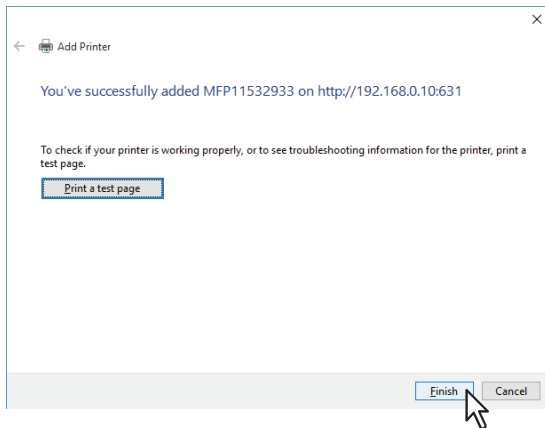 Add Printer
You've successfully added MFP11532933 on http://192.168.0.10:631
To check if your printer is working properly, or to see troubleshooting information for the printer, print a
test page.
Print a test page
Finish
Cancel